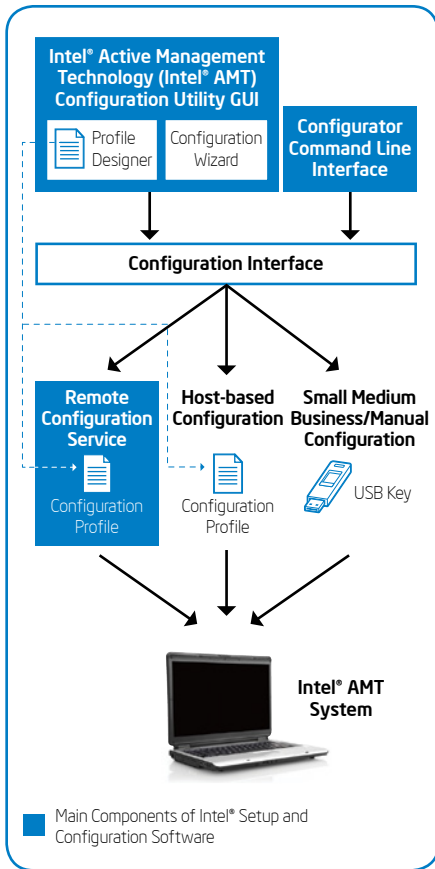 Intel® Active Management
Technology (Intel® AMT)
Configuration Utility GUI
Profile
Designer
Configuration
Wizard
Configurator
Command Line
Interface
Configuration Interface
Remote
Configuration
Service
Configuration
Profile
Host-based
Configuration
Configuration
Profile
Small Medium
Business/Manual
Configuration
USB Key
Intel® AMT
System
Main Components of Intel® Setup and
Configuration Software